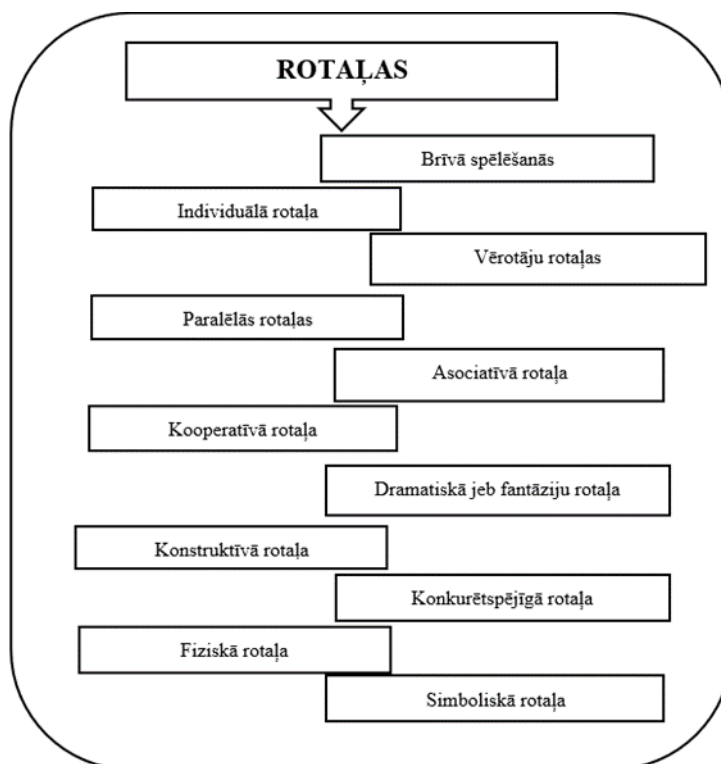 ROTAĻAS
Brīvā spēlēšanās
Individuālā rotaļa
Vērotāju rotaļas
Paralēlās rotaļas
Asociatīvā rotaļa
Kooperatīvā rotaļa
Dramatiskā jeb fantāziju rotaļa
Konstruktīvā rotaļa
Konkurētspējīgā rotaļa
Fiziskā rotaļa
Simboliskā rotaļa